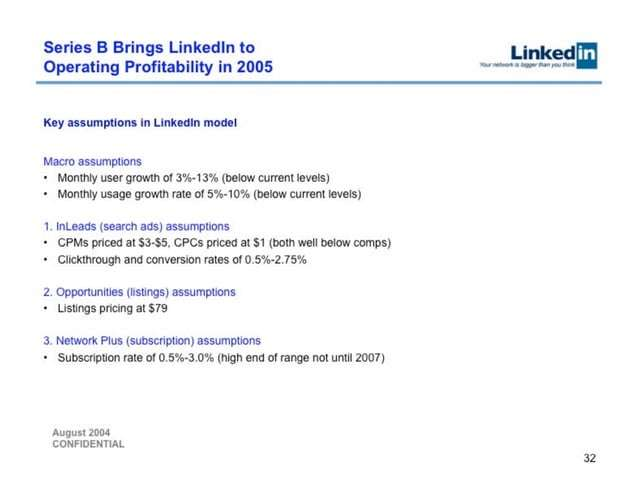 Series B Brings LinkedIn to
Operating Profitability in 2005
Linkedin
Your network is bigger than you think
Key assumptions in LinkedIn model
Macro assumptions
• Monthly user growth of 3%-13% (below current levels)
• Monthly usage growth rate of 5%-10% (below current levels)
1. InLeads (search ads) assumptions
• CPMs priced at $3-$5, CPCs priced at $1 (both well below comps)
• Clickthrough and conversion rates of 0.5%-2.75%
2. Opportunities (listings) assumptions
• Listings pricing at $79
3. Network Plus (subscription) assumptions
• Subscription rate of 0.5%-3.0% (high end of range not until 2007)
August 2004
CONFIDENTIAL
32